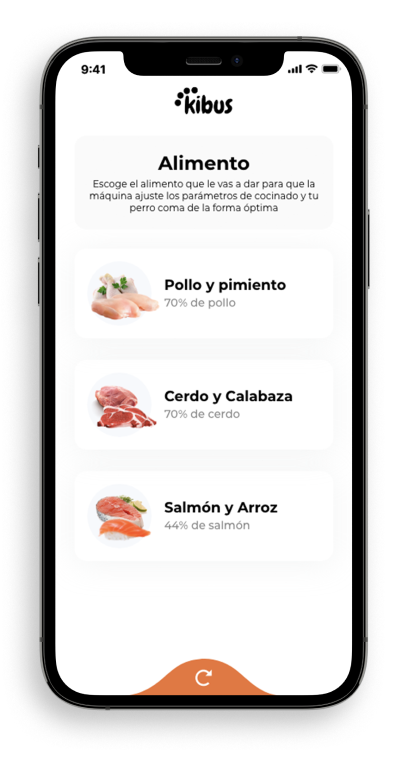 9:41
kibus
Alimento
Escoge el alimento que le vas a dar para que la
máquina ajuste los parámetros de cocinado y tu
perro coma de la forma óptima
Pollo y pimiento
70% de pollo
Cerdo y Calabaza
70% de cerdo
Salmón y Arroz
44% de salmón